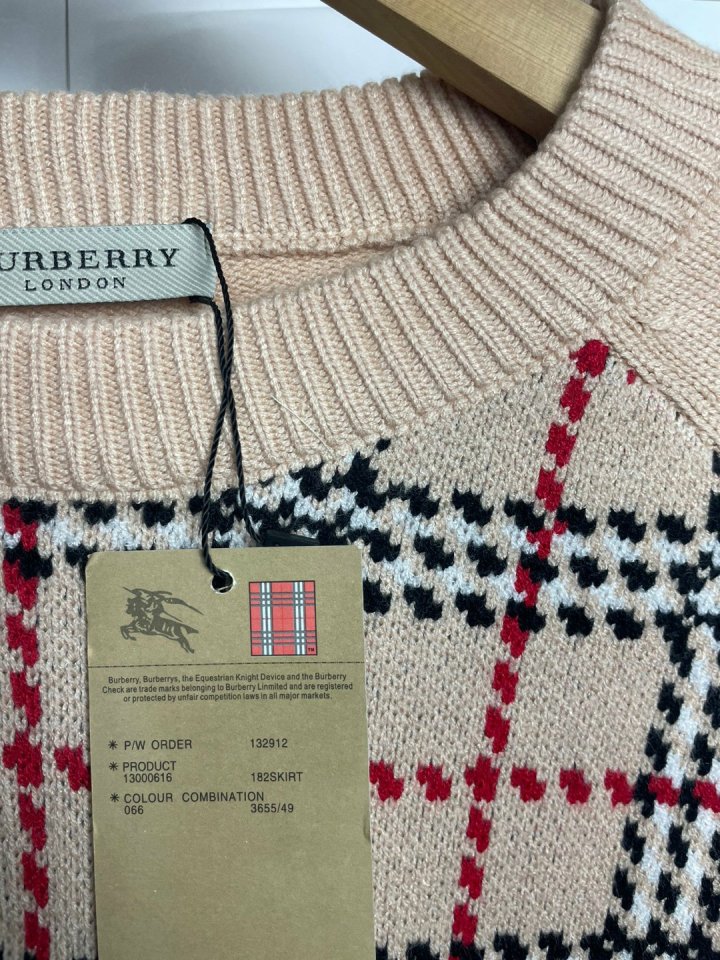 URBERRY
LONDON
TM
Burberry, Burberrys, the Equestrian Knight Device and the Burberry
Check are trade marks belonging to Burberry Linmited and are registered
or protected by unfair competition laws in all major markets.
* P/W ORDER 132912
* PRODUCT
13000616 182SKIRT
* COLOUR COMBINATION
066 3655/49